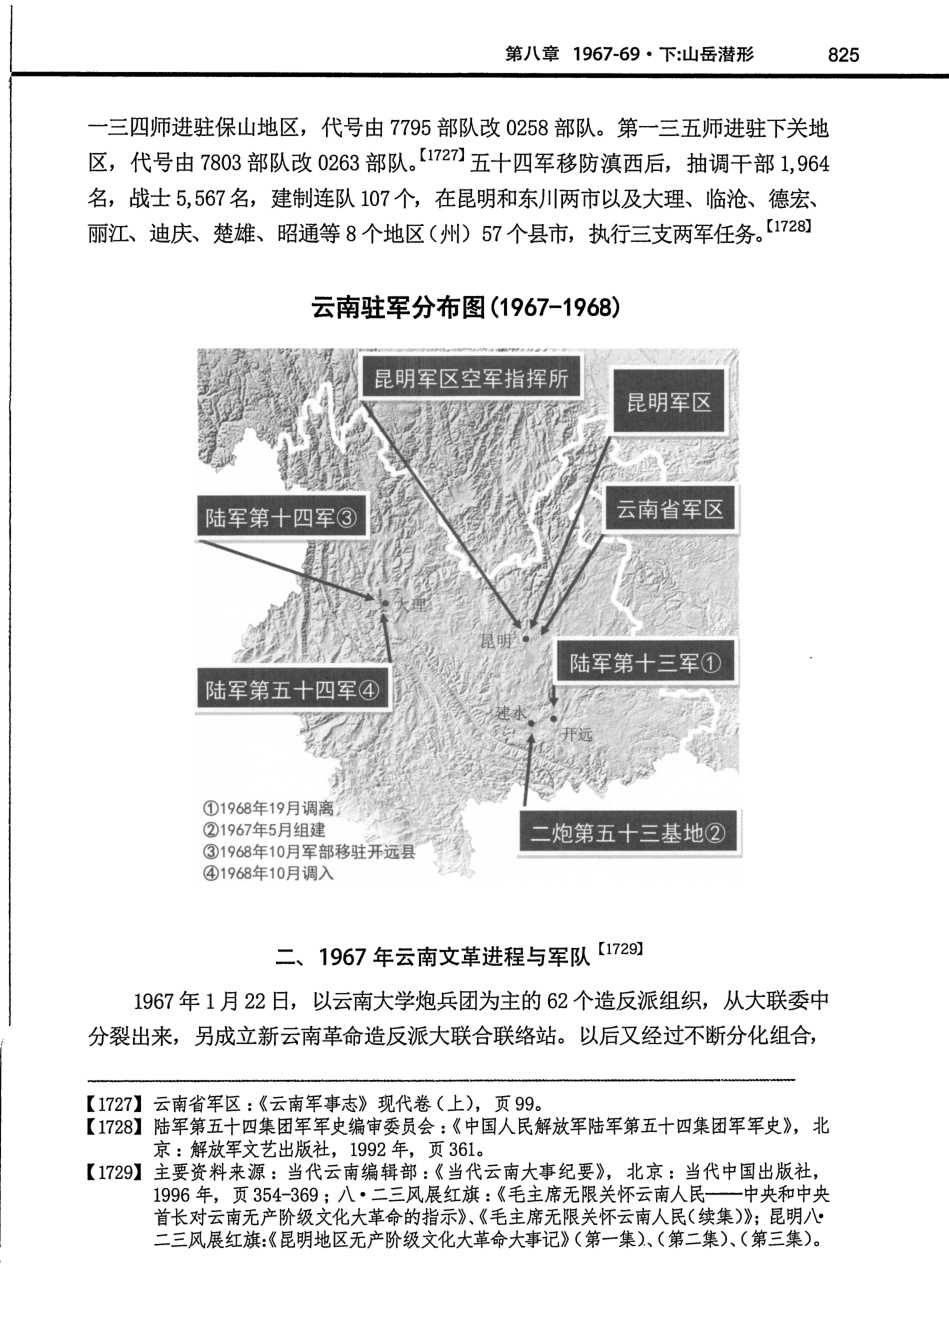 第八章 1967-69·下:山岳潜形 825
一三四师进驻保山地区，代号由 7795 部队改 0258 部队。第一三五师进驻下关地
区，代号由 7803 部队改 0263 部队。【1727】五十四军移防滇西后，抽调干部 1,964
名，战士 5,567 名，建制连队 107 个，在昆明和东川两市以及大理、临沧、德宏、
丽江、迪庆、楚雄、昭通等 8 个地区（州）57 个县市，执行三支两军任务。【1728】
云南驻军分布图(1967-1968)
昆明军区空军指挥所
昆明军区
陆军第十四军③
云南省军区
大理
昆明
陆军第十三军①
陆军第五十四军④
建水
开远
二炮第五十三基地②
①1968年19月调离
②1967年5月组建
③1968年10月军部移驻开远县
④1968年10月调入
二、1967 年云南文革进程与军队【1729】
1967 年 1 月 22 日，以云南大学炮兵团为主的 62 个造反派组织，从大联委中
分裂出来，另成立新云南革命造反派大联合联络站。以后又经过不断分化组合，
【1727】云南省军区：《云南军事志》现代卷（上），页 99。
【1728】陆军第五十四集团军军史编审委员会：《中国人民解放军陆军第五十四集团军军史》，北
京：解放军文艺出版社，1992 年，页 361。
【1729】主要资料来源：当代云南编辑部：《当代云南大事纪要》，北京：当代中国出版社，
1996 年，页 354-369；八·二三风展红旗：《毛主席无限关怀云南人民——中央和中央
首长对云南无产阶级文化大革命的指示》、《毛主席无限关怀云南人民（续集）》；昆明八·
二三风展红旗：《昆明地区无产阶级文化大革命大事记》（第一集）、（第二集）、（第三集）。